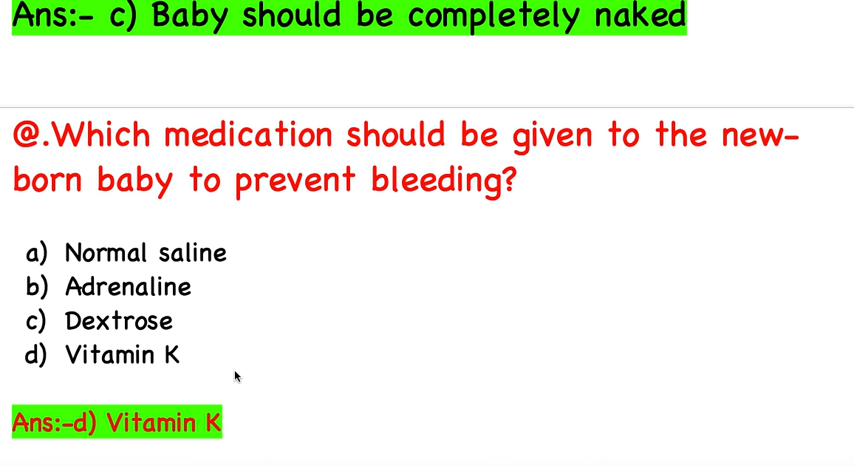 Ans:- c) Baby should be completely naked
@.Which medication should be given to the new-
born baby to prevent bleeding?
a) Normal saline
b) Adrenaline
c) Dextrose
d) Vitamin K
Ans:-d) Vitamin K